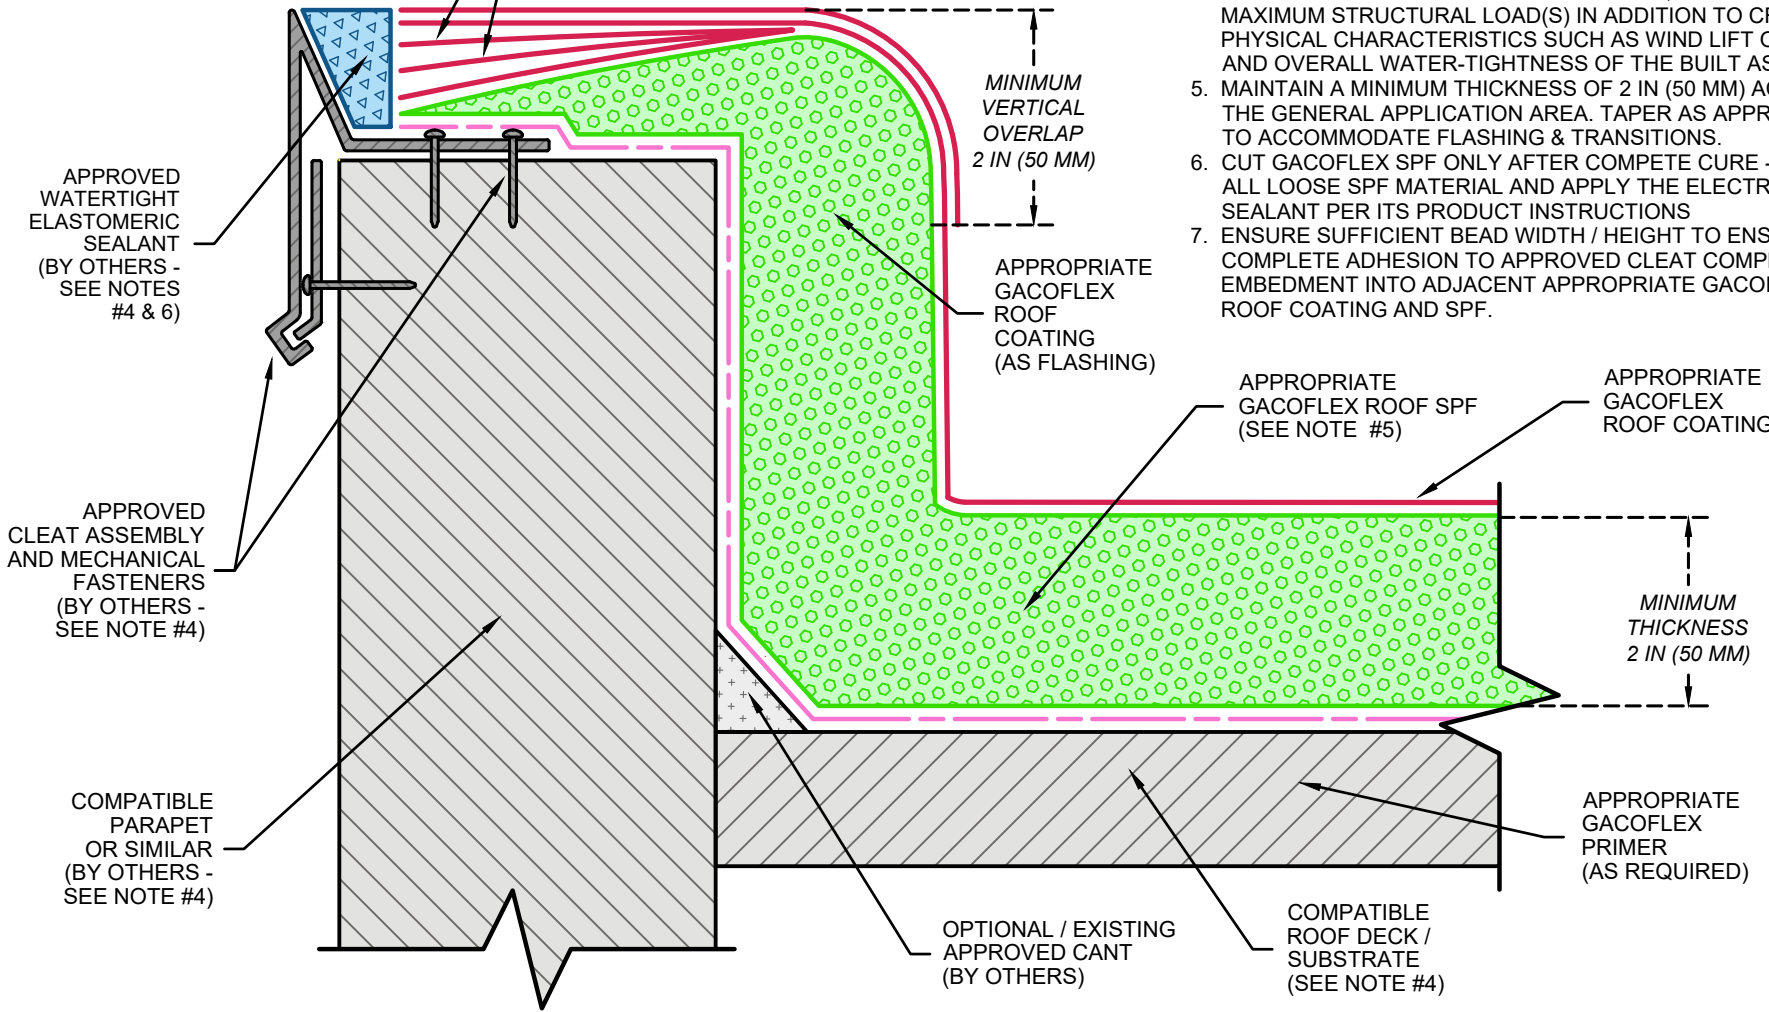 MAXIMUM STRUCTURAL LOAD(S) IN ADDITION TO
PHYSICAL CHARACTERISTICS SUCH AS WIND LIFT
AND OVERALL WATER-TIGHTNESS OF THE BUILT
5. MAINTAIN A MINIMUM THICKNESS OF 2 IN (50 MM)
THE GENERAL APPLICATION AREA. TAPER AS
TO ACCOMMODATE FLASHING & TRANSITIONS.
6. CUT GACOFLEX SPF ONLY AFTER COMPETE CURE -
ALL LOOSE SPF MATERIAL AND APPLY THE
SEALANT PER ITS PRODUCT INSTRUCTIONS
7. ENSURE SUFFICIENT BEAD WIDTH / HEIGHT TO
COMPLETE ADHESION TO APPROVED CLEAT
EMBEDMENT INTO ADJACENT APPROPRIATE
ROOF COATING AND SPF.
MINIMUM
VERTICAL
OVERLAP
2 IN (50 MM)
APPROVED
WATERTIGHT
ELASTOMERIC
SEALANT
(BY OTHERS -
SEE NOTES
#4 & 6)
APPROPRIATE
GACOFLEX
ROOF
COATING
(AS FLASHING)
APPROPRIATE
GACOFLEX ROOF SPF
(SEE NOTE #5)
APPROPRIATE
GACOFLEX
ROOF COATING
APPROVED
CLEAT ASSEMBLY
AND MECHANICAL
FASTENERS
(BY OTHERS -
SEE NOTE #4)
MINIMUM
THICKNESS
2 IN (50 MM)
COMPATIBLE
PARAPET
OR SIMILAR
(BY OTHERS -
SEE NOTE #4)
APPROPRIATE
GACOFLEX
PRIMER
(AS REQUIRED)
OPTIONAL / EXISTING
APPROVED CANT
(BY OTHERS)
COMPATIBLE
ROOF DECK /
SUBSTRATE
(SEE NOTE #4)